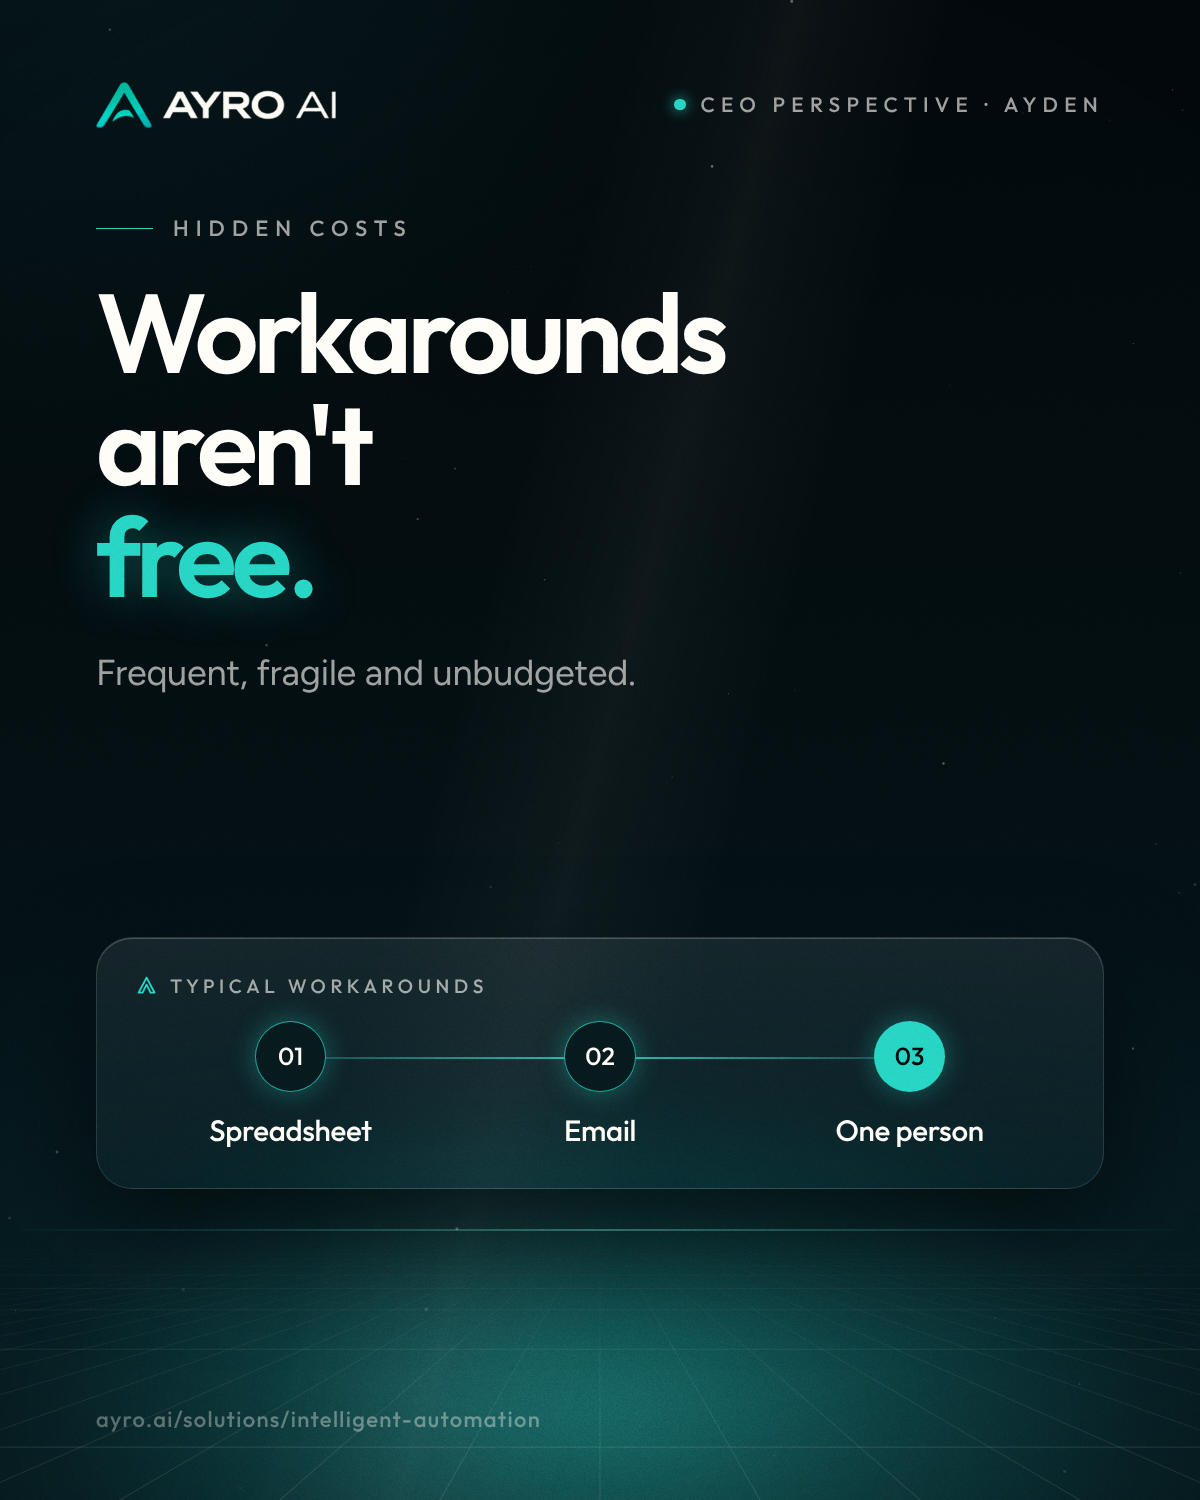 AYRO AI
CEO PERSPECTIVE · AYDEN
HIDDEN COSTS
Workarounds
aren't
free.
Frequent, fragile and unbudgeted.
TYPICAL WORKAROUNDS
01
02
03
Spreadsheet
Email
One person
ayro.ai/solutions/intelligent-automation